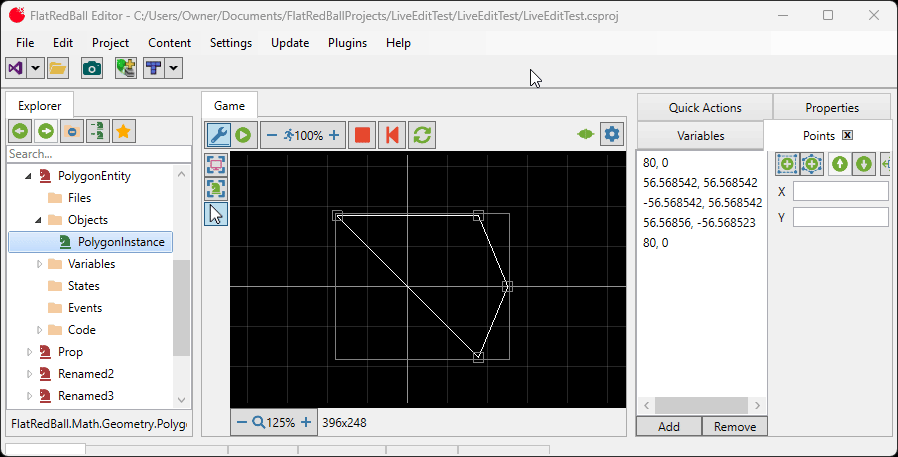 FlatRedBall Editor - C:/Users/Owner/Documents/FlatRedBallProjects/LiveEditTest/LiveEditTest/LiveEditTest.csproj
File Edit Project Content Settings Update Plugins Help
Explorer
Game
Quick Actions
Properties
Variables
Points
100%
Search...
PolygonEntity
Files
Objects
PolygonInstance
Variables
States
Events
Code
Prop
Renamed2
Renamed3
FlatRedBall.Math.Geometry.Polygo
125%
396x248
80, 0
56.568542, 56.568542
-56.568542, 56.568542
56.56856, -56.568523
80, 0
X
Y
Add
Remove